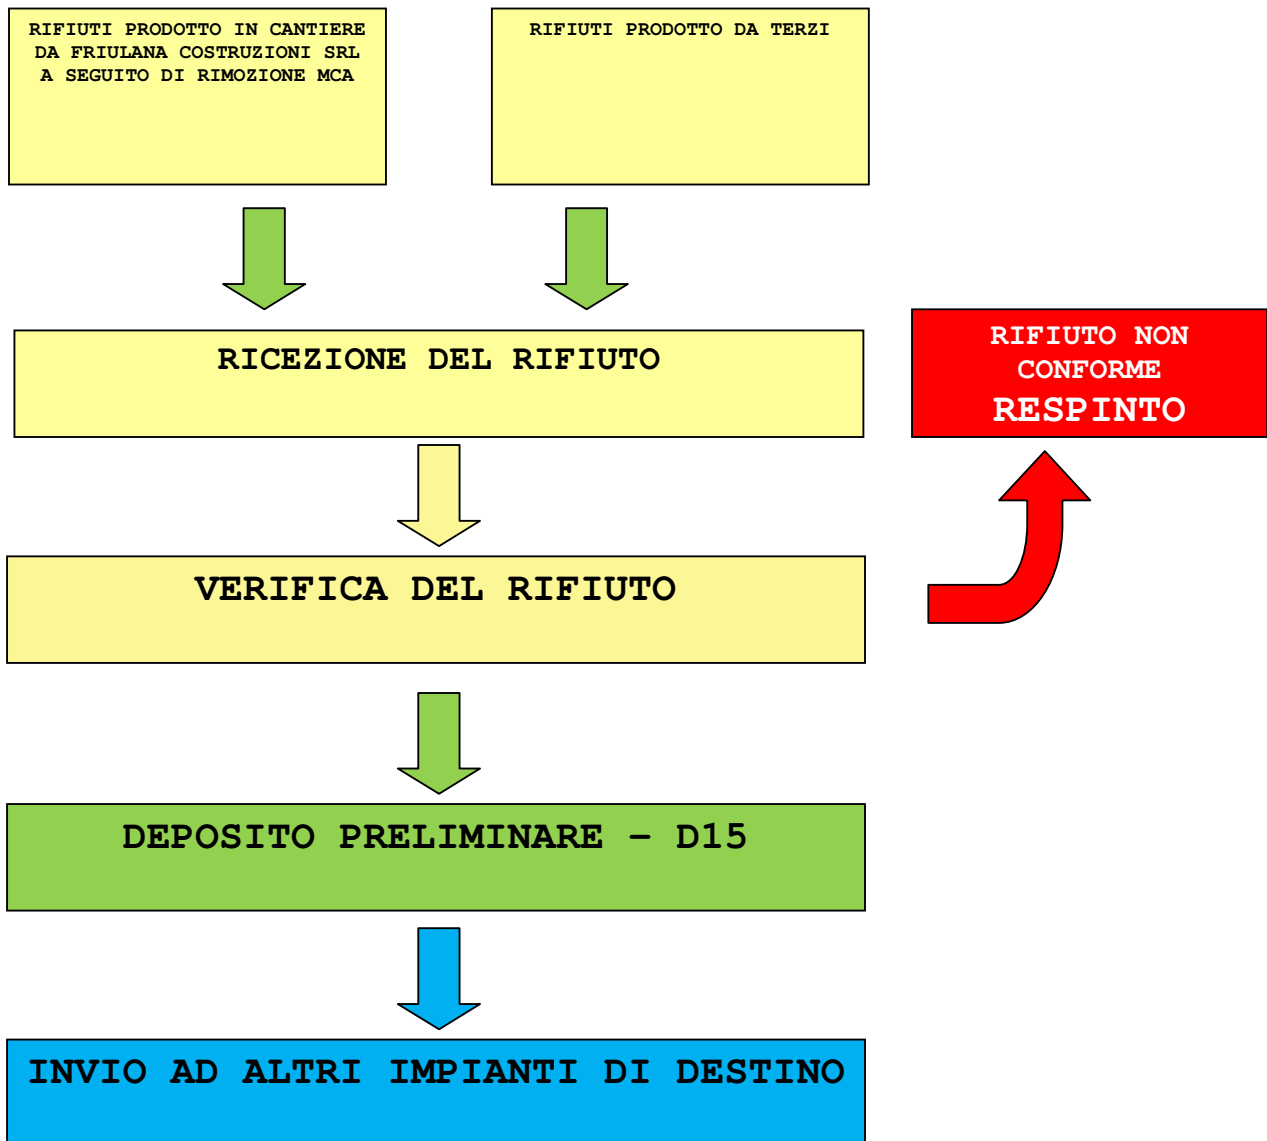 RIFIUTI PRODOTTO IN CANTIERE
DA FRIULANA COSTRUZIONI SRL
A SEGUITO DI RIMOZIONE MCA
RIFIUTI PRODOTTO DA TERZI
RICEZIONE DEL RIFIUTO
RIFIUTO NON
CONFORME
RESPINTO
VERIFICA DEL RIFIUTO
DEPOSITO PRELIMINARE – D15
INVIO AD ALTRI IMPIANTI DI DESTINO